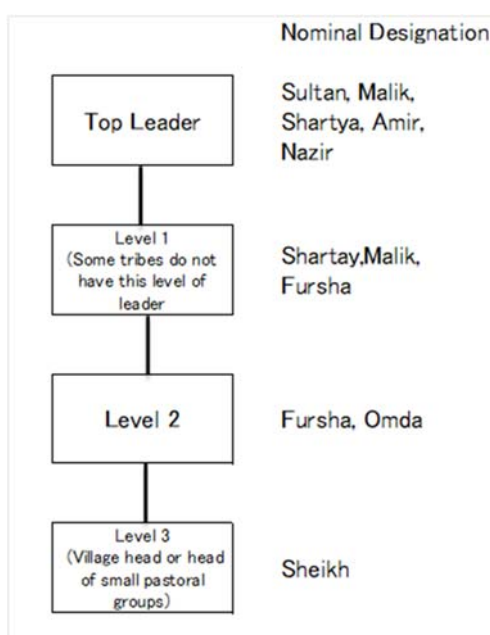 Nominal Designation
Top Leader
Sultan, Malik,
Shartya, Amir,
Nazir
Level 1
(Some tribes do not
have this level of
leader
Shartay,Malik,
Fursha
Level 2
Fursha, Omda
Level 3
(Village head or head
of small pastoral
groups)
Sheikh